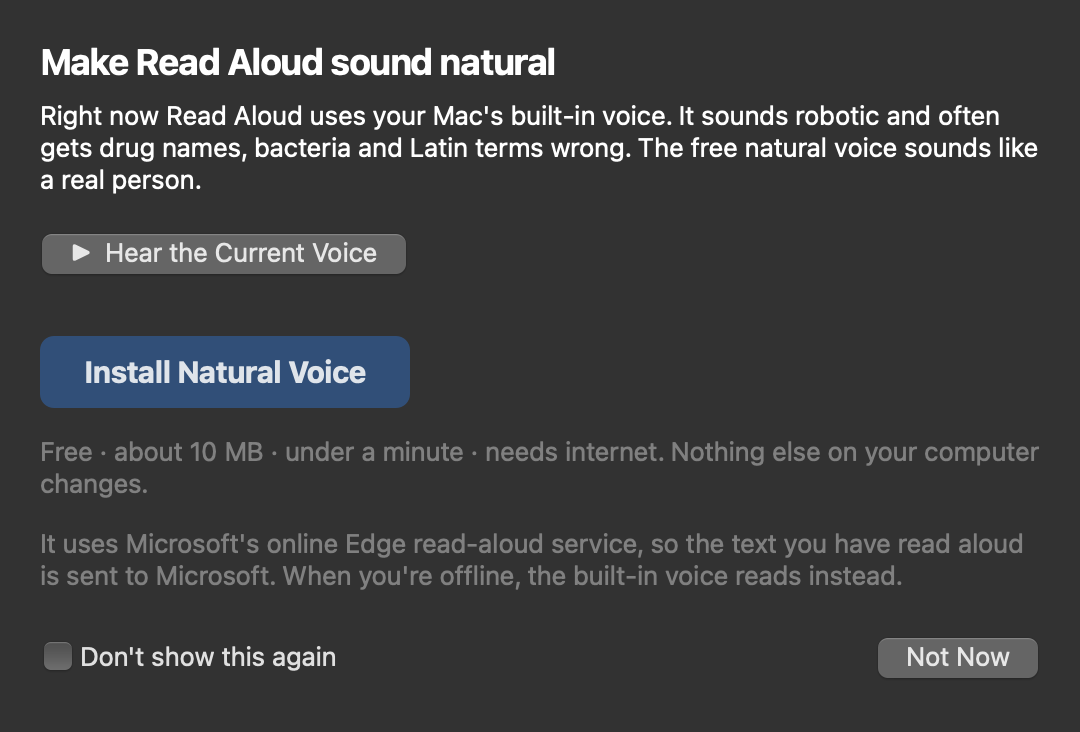 Make Read Aloud sound natural
Right now Read Aloud uses your Mac's built-in voice. It sounds robotic and often
gets drug names, bacteria and Latin terms wrong. The free natural voice sounds like
a real person.
▶ Hear the Current Voice
Install Natural Voice
Free · about 10 MB · under a minute · needs internet. Nothing else on your computer
changes.
It uses Microsoft's online Edge read-aloud service, so the text you have read aloud
is sent to Microsoft. When you're offline, the built-in voice reads instead.
Don't show this again
Not Now